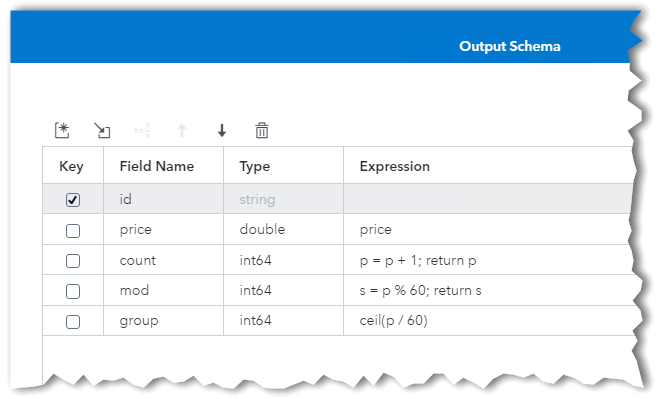 Output Schema
Key Field Name Type Expression
id string
price double price
count int64 p = p + 1; return p
mod int64 s = p % 60; return s
group int64 ceil(p / 60)